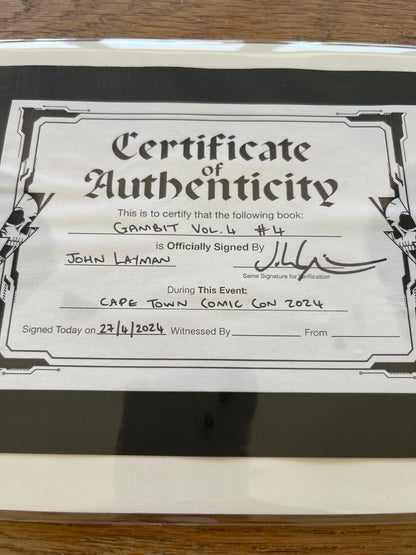 Certificate
of
Authenticity
This is to certify that the following book:
GAMBIT VOL. 4 #4
is Officially Signed By
JOHN LAYMAN
Same Signature for Verification
During This Event:
CAPE TOWN COMIC CON 2024
Signed Today on 27/4/2024 Witnessed By From